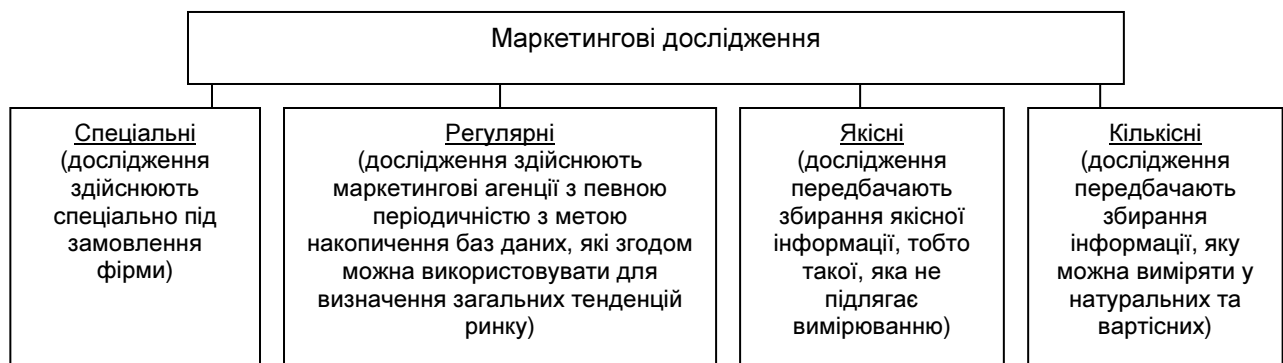 Маркетингові дослідження
Спеціальні
(дослідження
здійснюють
спеціально під
замовлення
фірми)
Регулярні
(дослідження здійснюють
маркетингові агенції з певною
періодичністю з метою
накопичення баз даних, які згодом
можна використовувати для
визначення загальних тенденцій
ринку)
Якісні
(дослідження
передбачають
збирання якісної
інформації, тобто
такої, яка не
підлягає
вимірюванню)
Кількісні
(дослідження
передбачають
збирання
інформації, яку
можна виміряти у
натуральних та
вартісних)